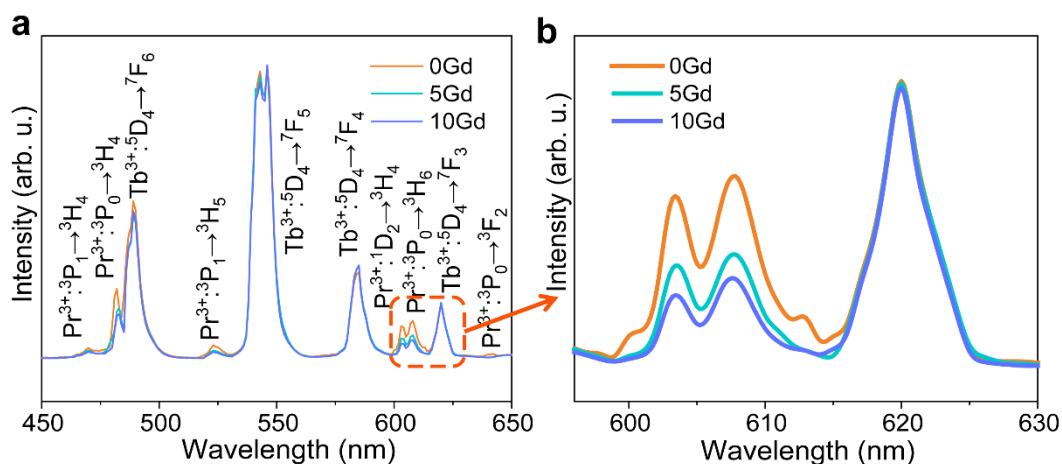 a
Intensity (arb. u.)
0Gd
5Gd
10Gd
Pr³⁺:³P₁→³H₄
Pr³⁺:³P₀→³H₄
Tb³⁺:⁵D₄→⁷F₆
Pr³⁺:³P₁→³H₅
Tb³⁺:⁵D₄→⁷F₅
Tb³⁺:⁵D₄→⁷F₄
Pr³⁺:¹D₂→³H₄
Pr³⁺:³P₀→³H₆
Tb³⁺:⁵D₄→⁷F₃
Pr³⁺:³P₀→³F₂
450 500 550 600 650
Wavelength (nm)
b
Intensity (arb. u.)
0Gd
5Gd
10Gd
600 610 620 630
Wavelength (nm)